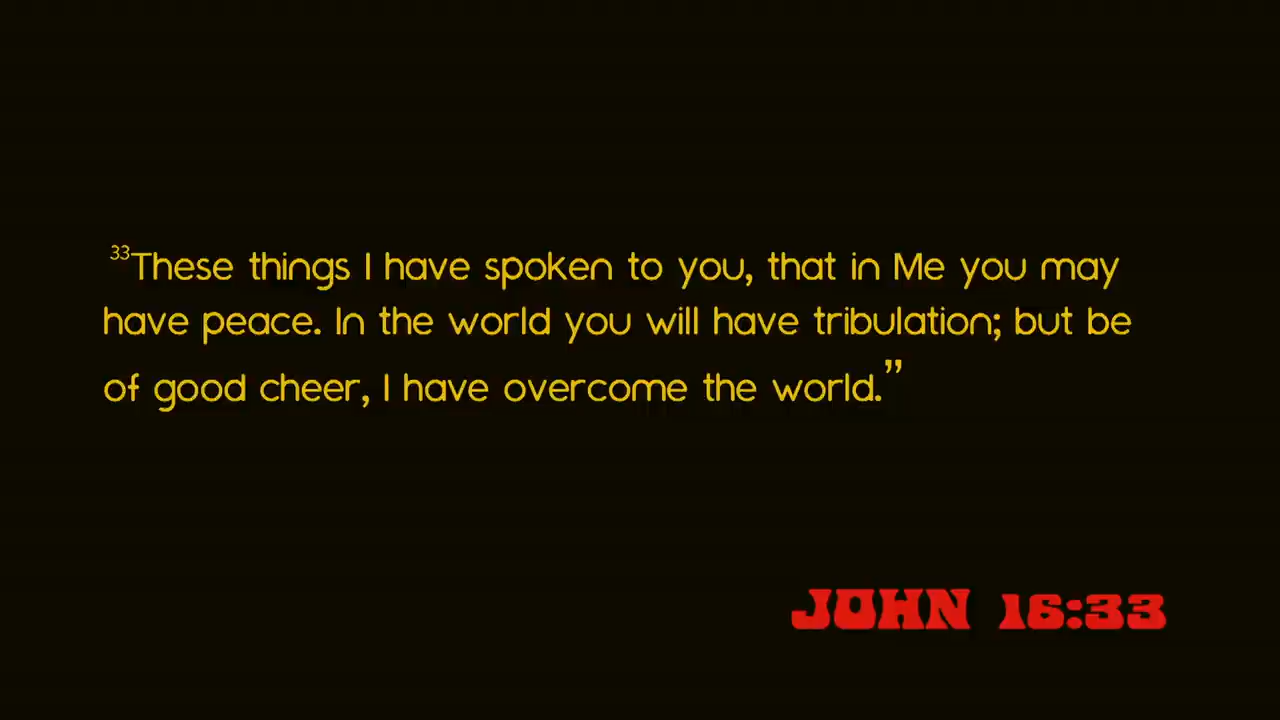 ³³These things I have spoken to you, that in Me you may
have peace. In the world you will have tribulation; but be
of good cheer, I have overcome the world.”
JOHN 16:33